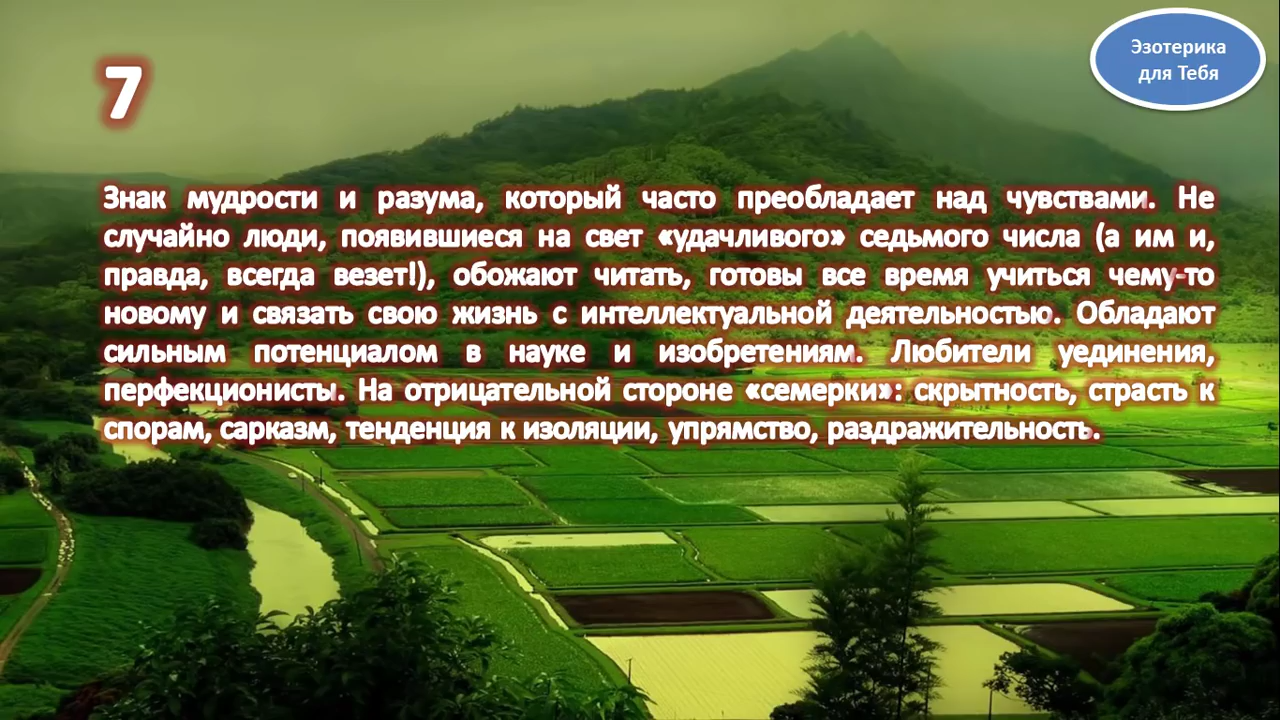 7
Эзотерика
для Тебя
Знак мудрости и разума, который часто преобладает над чувствами. Не
случайно люди, появившиеся на свет «удачливого» седьмого числа (а им и,
правда, всегда везет!), обожают читать, готовы все время учиться чему-то
новому и связать свою жизнь с интеллектуальной деятельностью. Обладают
сильным потенциалом в науке и изобретениям. Любители уединения,
перфекционисты. На отрицательной стороне «семерки»: скрытность, страсть к
спорам, сарказм, тенденция к изоляции, упрямство, раздражительность.